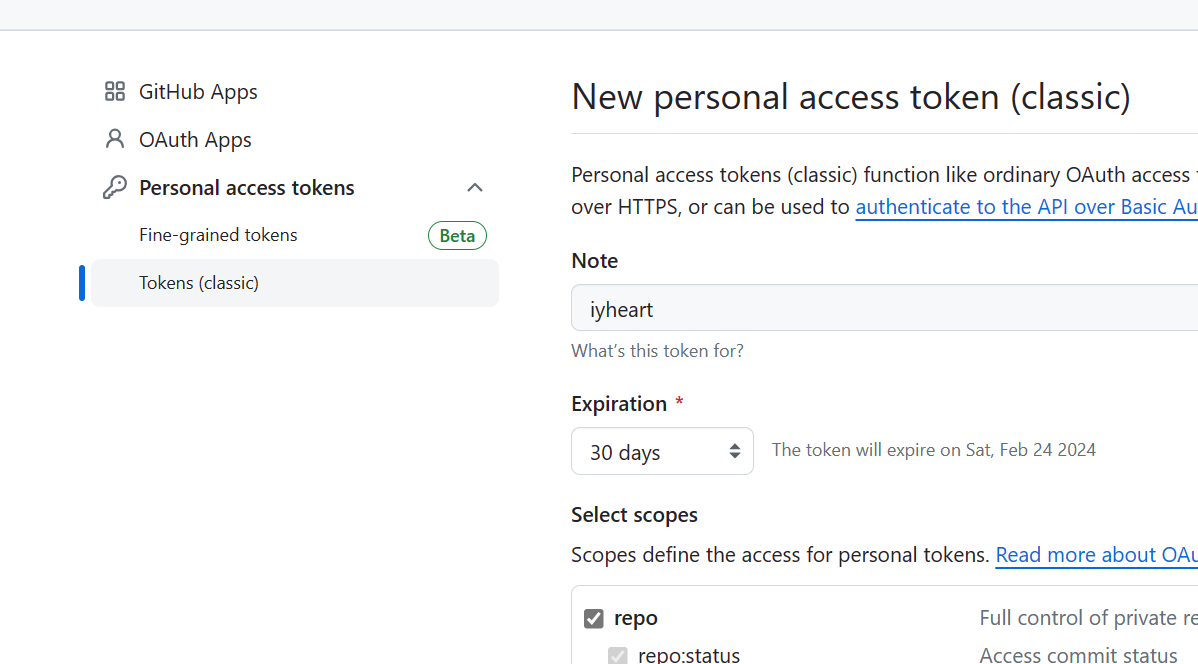 GitHub Apps
OAuth Apps
Personal access tokens
Fine-grained tokens
Beta
Tokens (classic)
New personal access token (classic)
Personal access tokens (classic) function like ordinary OAuth access
over HTTPS, or can be used to authenticate to the API over Basic Au
Note
iyheart
What's this token for?
Expiration *
30 days
The token will expire on Sat, Feb 24 2024
Select scopes
Scopes define the access for personal tokens. Read more about OAu
repo
Full control of private re
repo:status
Access commit status